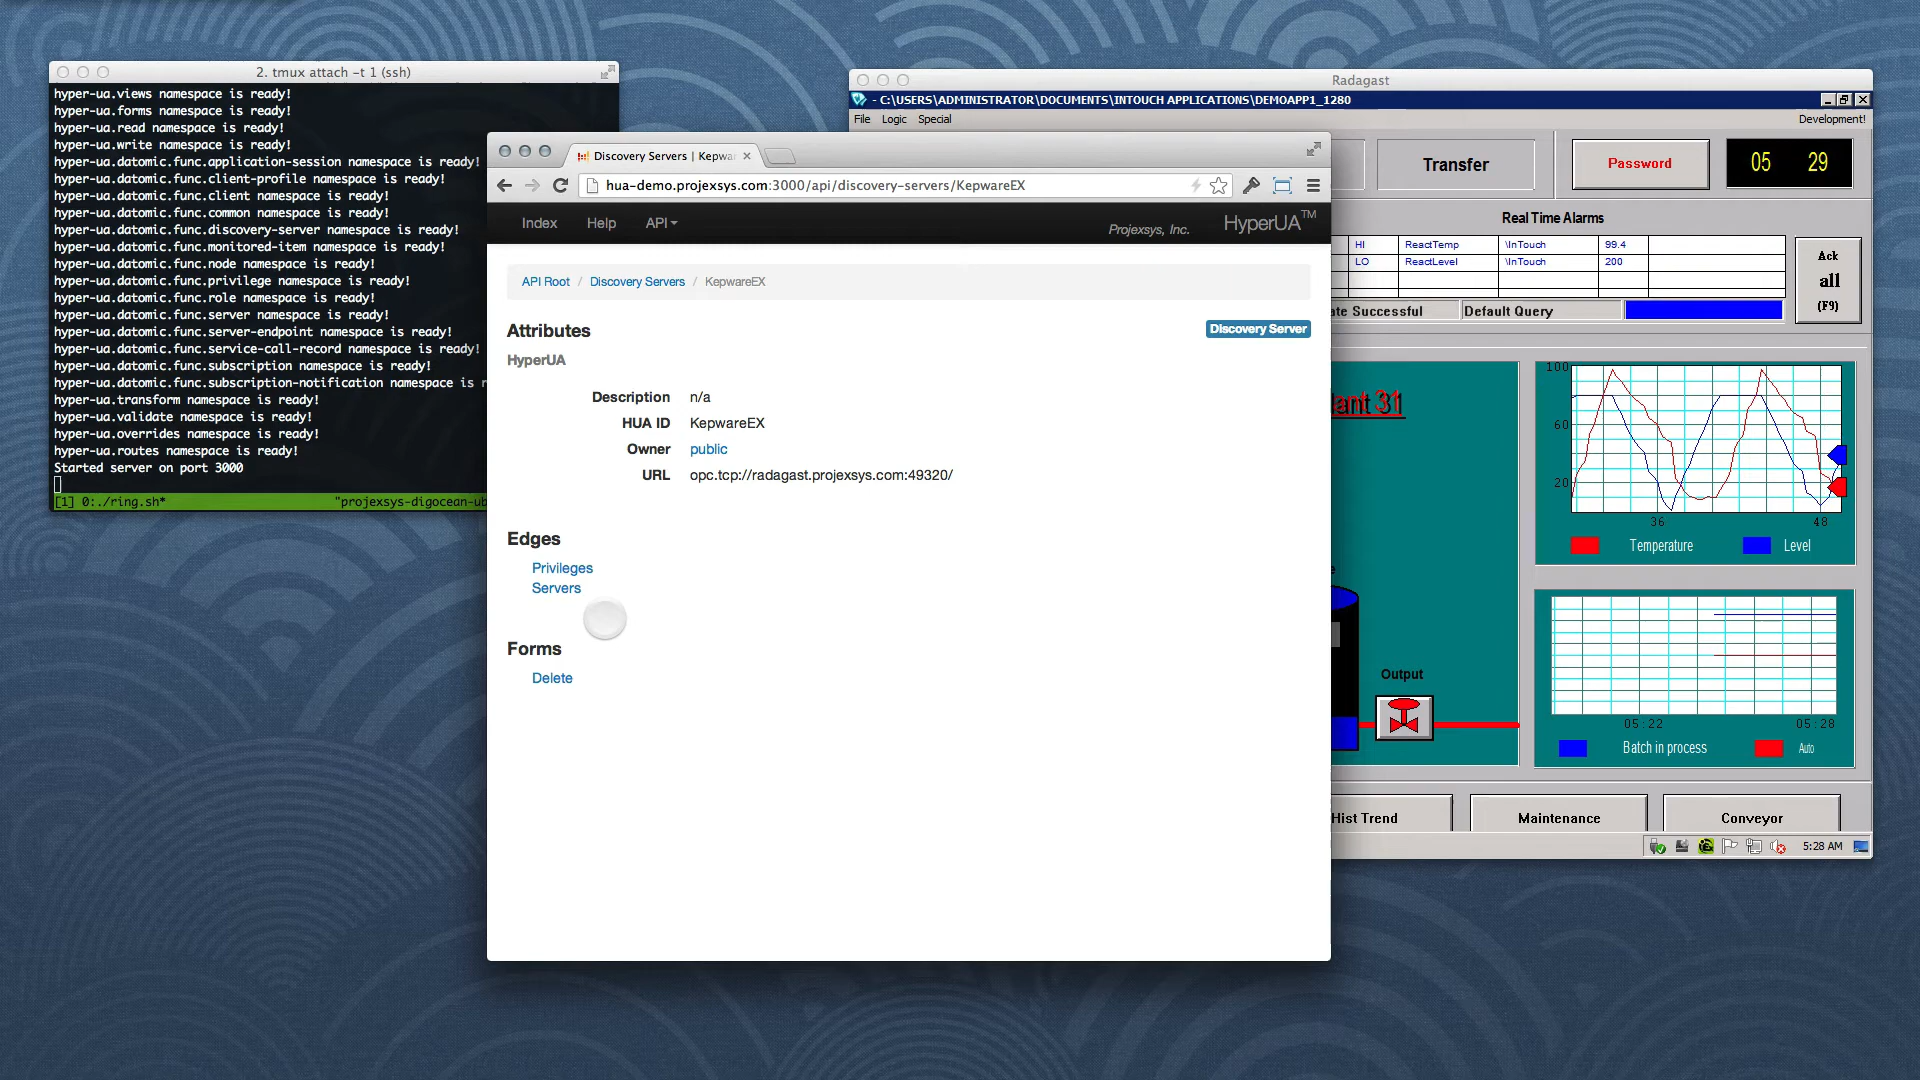 2. tmux attach -t 1 (ssh)
hyper-ua.views namespace is ready!
hyper-ua.forms namespace is ready!
hyper-ua.read namespace is ready!
hyper-ua.write namespace is ready!
hyper-ua.datomic.func.application-session namespace is ready!
hyper-ua.datomic.func.client-profile namespace is ready!
hyper-ua.datomic.func.client namespace is ready!
hyper-ua.datomic.func.common namespace is ready!
hyper-ua.datomic.func.discovery-server namespace is ready!
hyper-ua.datomic.func.monitored-item namespace is ready!
hyper-ua.datomic.func.node namespace is ready!
hyper-ua.datomic.func.privilege namespace is ready!
hyper-ua.datomic.func.role namespace is ready!
hyper-ua.datomic.func.server namespace is ready!
hyper-ua.datomic.func.server-endpoint namespace is ready!
hyper-ua.datomic.func.service-call-record namespace is ready!
hyper-ua.datomic.func.subscription namespace is ready!
hyper-ua.datomic.func.subscription-notification namespace is r
hyper-ua.transform namespace is ready!
hyper-ua.validate namespace is ready!
hyper-ua.overrides namespace is ready!
hyper-ua.routes namespace is ready!
Started server on port 3000
[1] 0:./ring.sh* "projexsys-digocean-ub
Discovery Servers | Kepwar
hua-demo.projexsys.com:3000/api/discovery-servers/KepwareEX
Index Help API Projexsys, Inc. HyperUA™
API Root / Discovery Servers / KepwareEX
Attributes Discovery Server
HyperUA
Description n/a
HUA ID KepwareEX
Owner public
URL opc.tcp://radagast.projexsys.com:49320/
Edges
Privileges
Servers
Forms
Delete
Radagast
- C:\USERS\ADMINISTRATOR\DOCUMENTS\INTOUCH APPLICATIONS\DEMOAPP1_1280
File Logic Special Development!
Transfer Password 05 29
Real Time Alarms
HI ReactTemp \InTouch 99.4
LO ReactLevel \InTouch 200
Ack
all
(F9)
te Successful Default Query
lant 31
100
60
20
36 48
Temperature Level
Output
05:22 05:28
Batch in process Auto
Hist Trend Maintenance Conveyor
5:28 AM